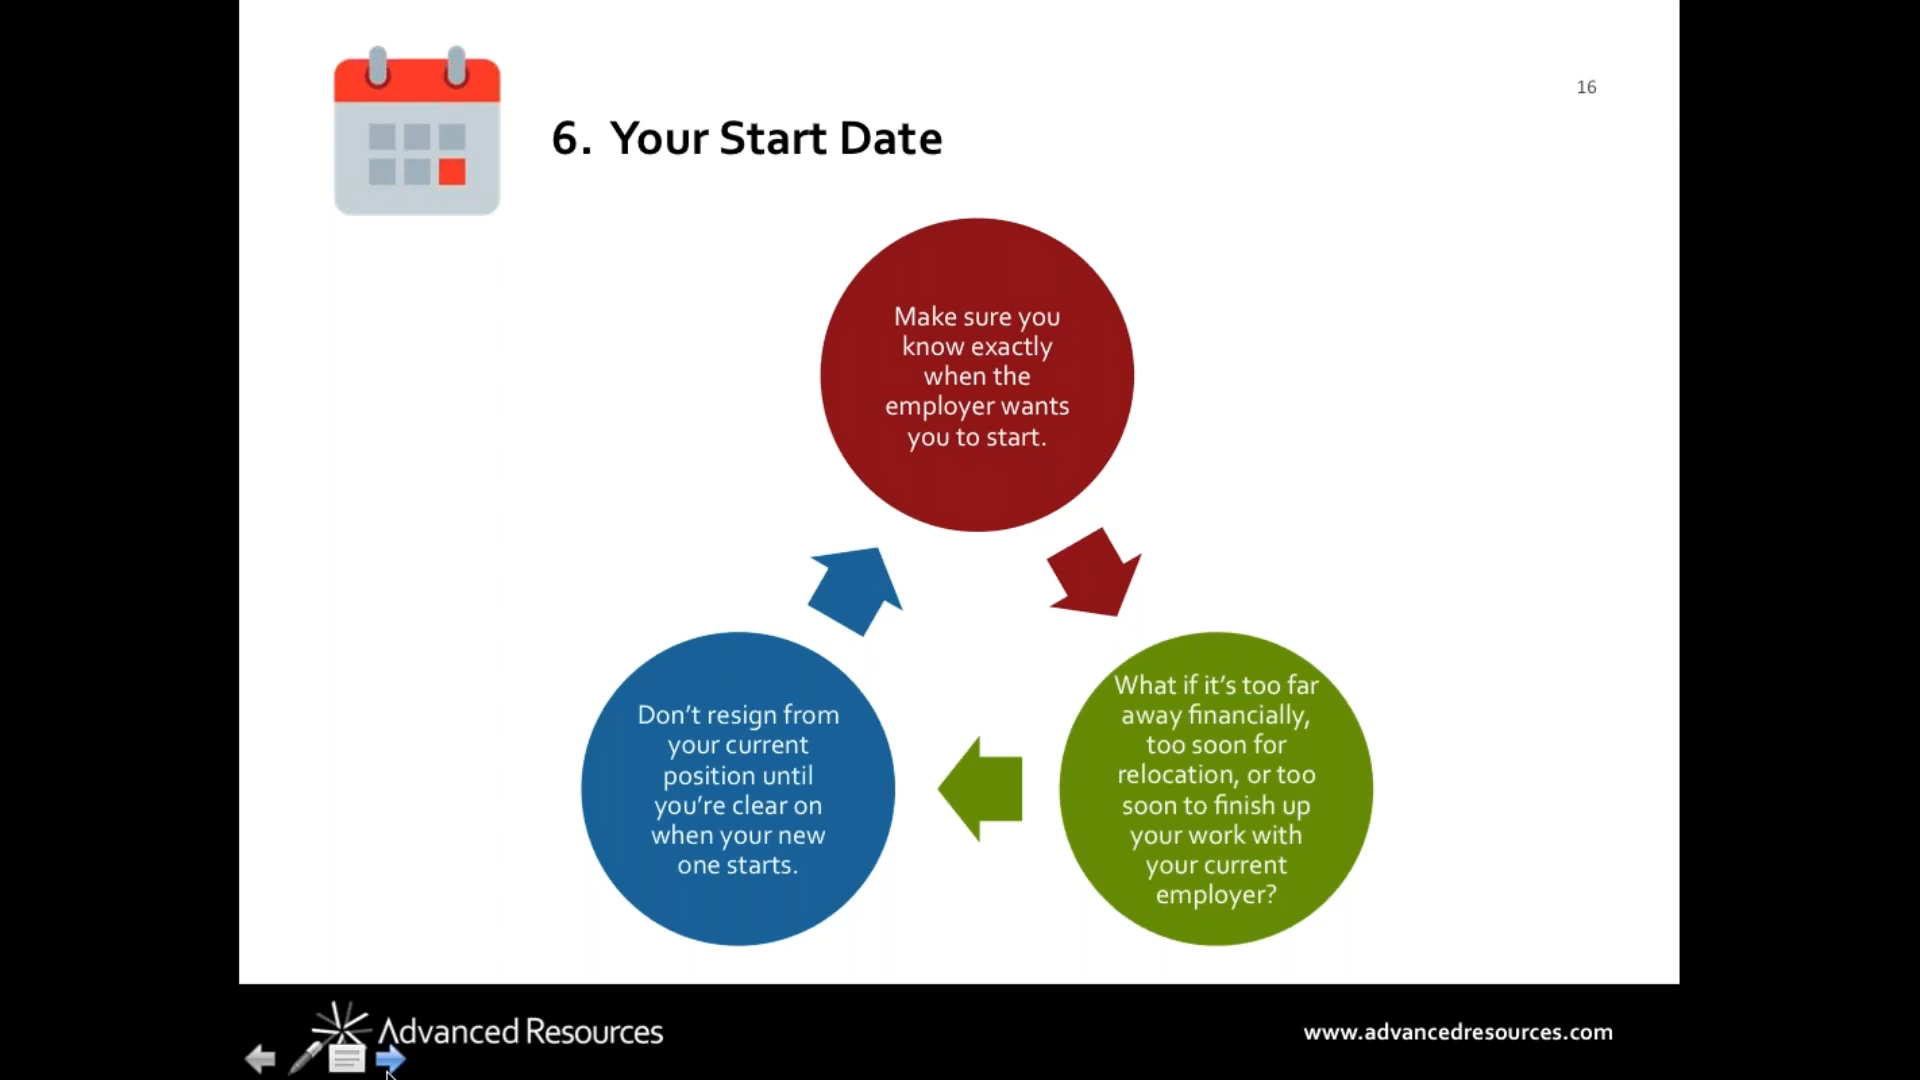 16
6. Your Start Date
Make sure you
know exactly
when the
employer wants
you to start.
What if it’s too far
away financially,
too soon for
relocation, or too
soon to finish up
your work with
your current
employer?
Don’t resign from
your current
position until
you’re clear on
when your new
one starts.
Advanced Resources
www.advancedresources.com